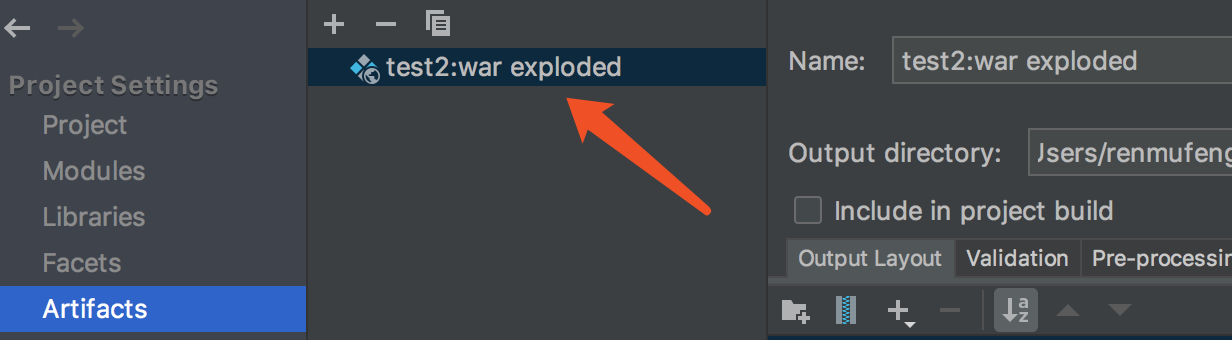 Project Settings
Project
Modules
Libraries
Facets
Artifacts
test2:war exploded
Name: test2:war exploded
Output directory: /Users/renmufeng
Include in project build
Output Layout Validation Pre-processin
a
z